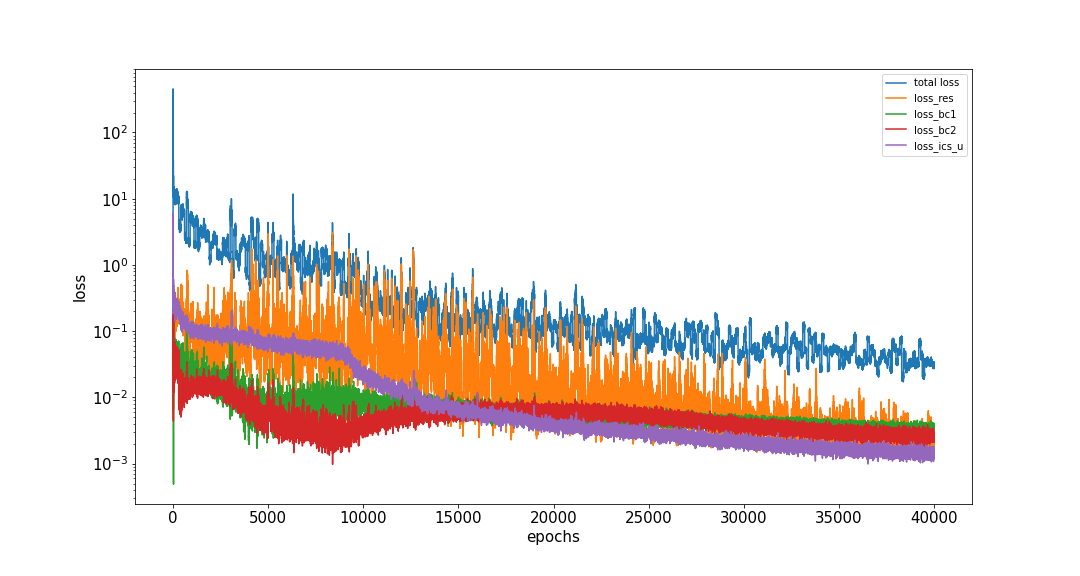 total loss
loss_res
loss_bc1
loss_bc2
loss_ics_u
loss
10²
10¹
10⁰
10⁻¹
10⁻²
10⁻³
0 5000 10000 15000 20000 25000 30000 35000 40000
epochs